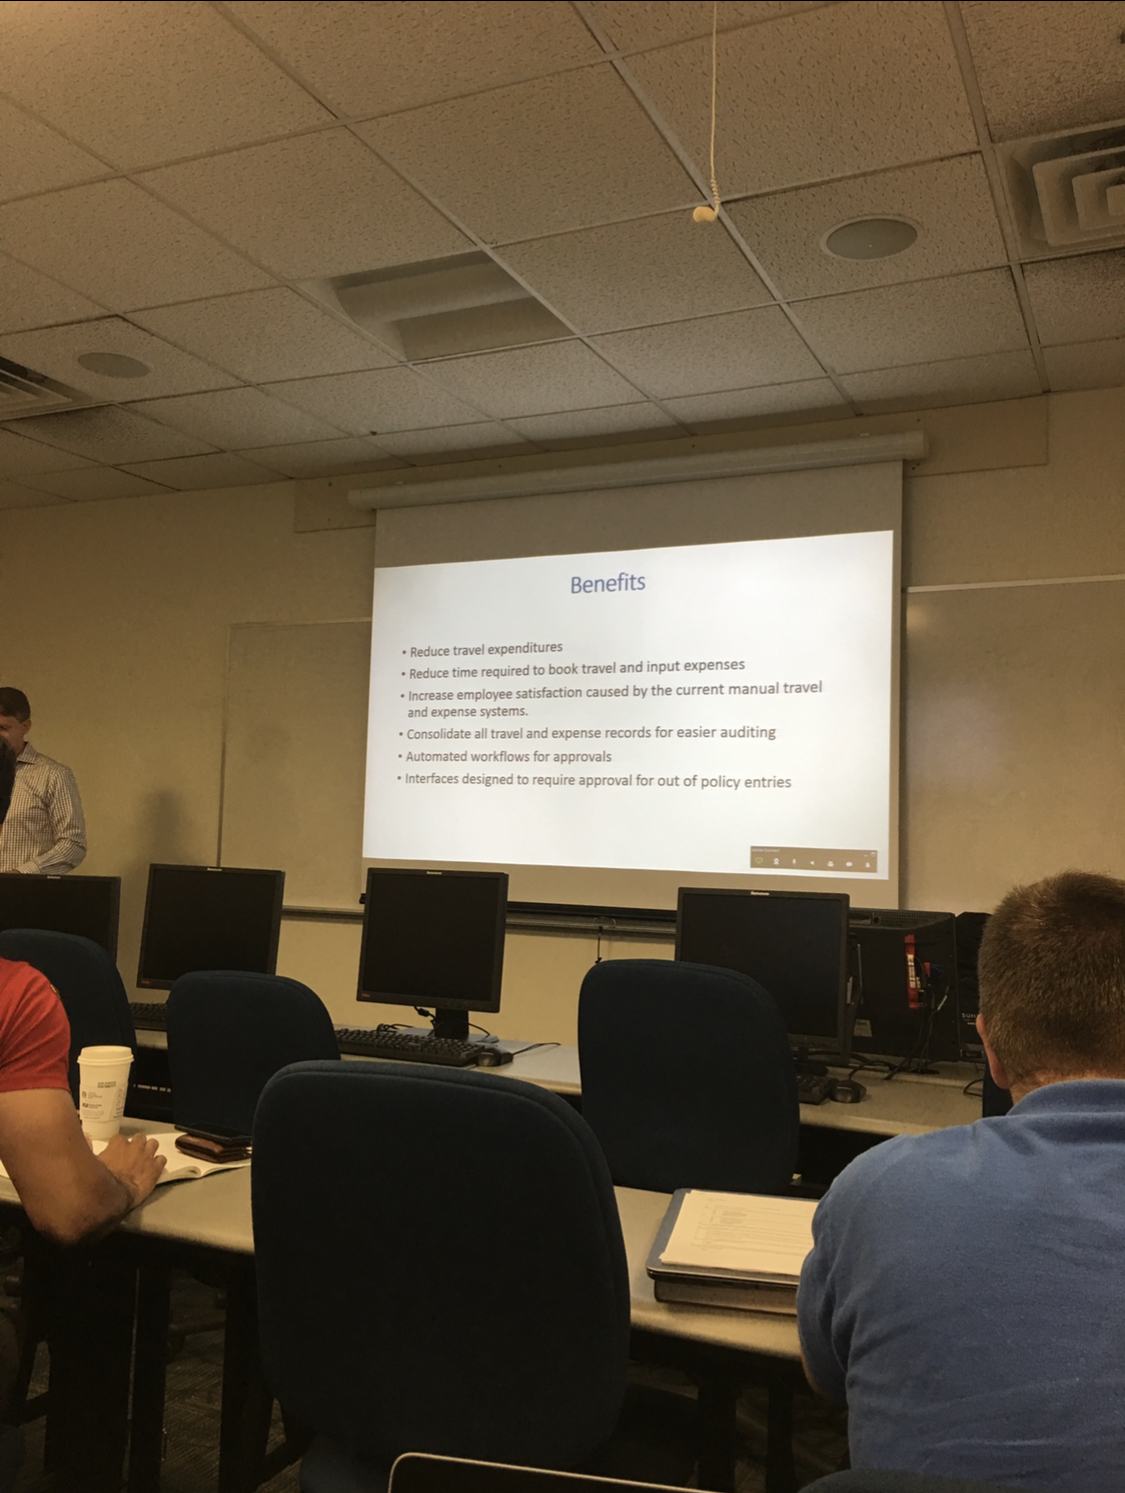 Benefits
• Reduce travel expenditures
• Reduce time required to book travel and input expenses
• Increase employee satisfaction caused by the current manual travel
and expense systems.
• Consolidate all travel and expense records for easier auditing
• Automated workflows for approvals
• Interfaces designed to require approval for out of policy entries